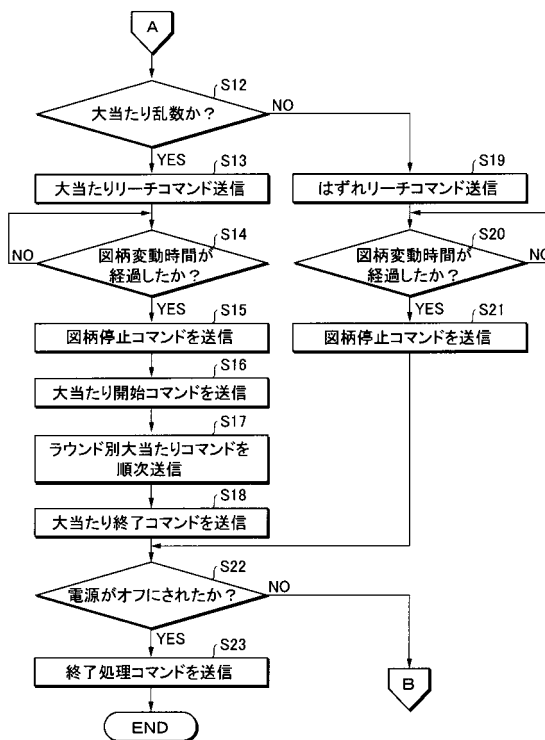 A
S12
大当たり乱数か？
NO
YES
S13
大当たりリーチコマンド送信
S19
はずれリーチコマンド送信
S14
図柄変動時間が
経過したか？
NO
YES
S20
図柄変動時間が
経過したか？
NO
YES
S15
図柄停止コマンドを送信
S21
図柄停止コマンドを送信
S16
大当たり開始コマンドを送信
S17
ラウンド別大当たりコマンドを
順次送信
S18
大当たり終了コマンドを送信
S22
電源がオフにされたか？
NO
YES
S23
終了処理コマンドを送信
B
END